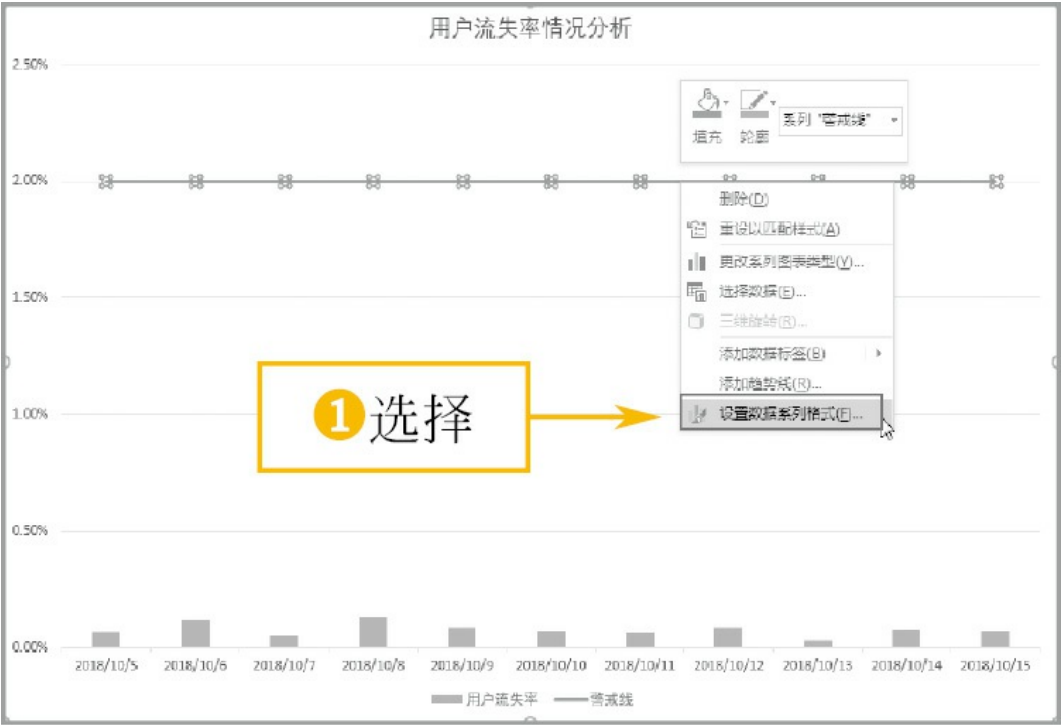 用户流失率情况分析
2.50%
填充 轮廓 系列 "警戒线"
2.00%
删除(D)
重设以匹配样式(A)
更改系列图表类型(Y)...
选择数据(E)...
1.50%
三维旋转(R)...
添加数据标签(B)
添加趋势线(R)...
设置数据系列格式(F)...
❶选择
1.00%
0.50%
0.00%
2018/10/5 2018/10/6 2018/10/7 2018/10/8 2018/10/9 2018/10/10 2018/10/11 2018/10/12 2018/10/13 2018/10/14 2018/10/15
用户流失率 警戒线